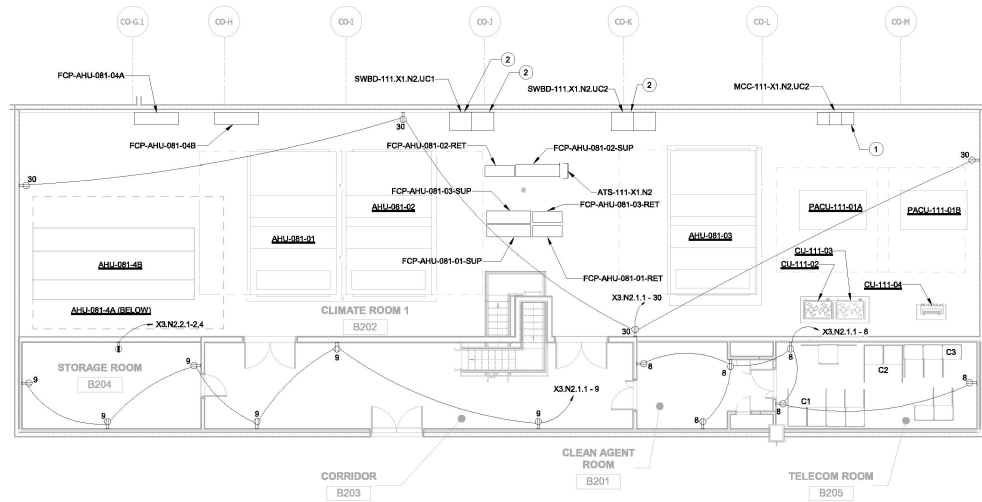 CO-G.1
CO-H
CO-I
CO-J
CO-K
CO-L
CO-M
FCP-AHU-081-04A
SWBD-111.X1.N2.UC1
2
2
SWBD-111.X1.N2.UC2
2
MCC-111-X1.N2.UC2
1
FCP-AHU-081-04B
30
FCP-AHU-081-02-RET
FCP-AHU-081-02-SUP
ATS-111-X1.N2
30
30
FCP-AHU-081-03-SUP
FCP-AHU-081-03-RET
AHU-081-01
AHU-081-02
AHU-081-03
PACU-111-01A
PACU-111-01B
FCP-AHU-081-01-SUP
FCP-AHU-081-01-RET
AHU-081-4B
CU-111-03
CU-111-02
CU-111-04
AHU-081-4A (BELOW)
X3.N2.2.1-2,4
CLIMATE ROOM 1
B202
X3.N2.1.1 - 30
30
X3.N2.1.1 - 8
STORAGE ROOM
B204
9
9
9
9
9
9
X3.N2.1.1 - 9
8
8
8
8
8
8
C1
C2
C3
CORRIDOR
B203
CLEAN AGENT
ROOM
B201
TELECOM ROOM
B205